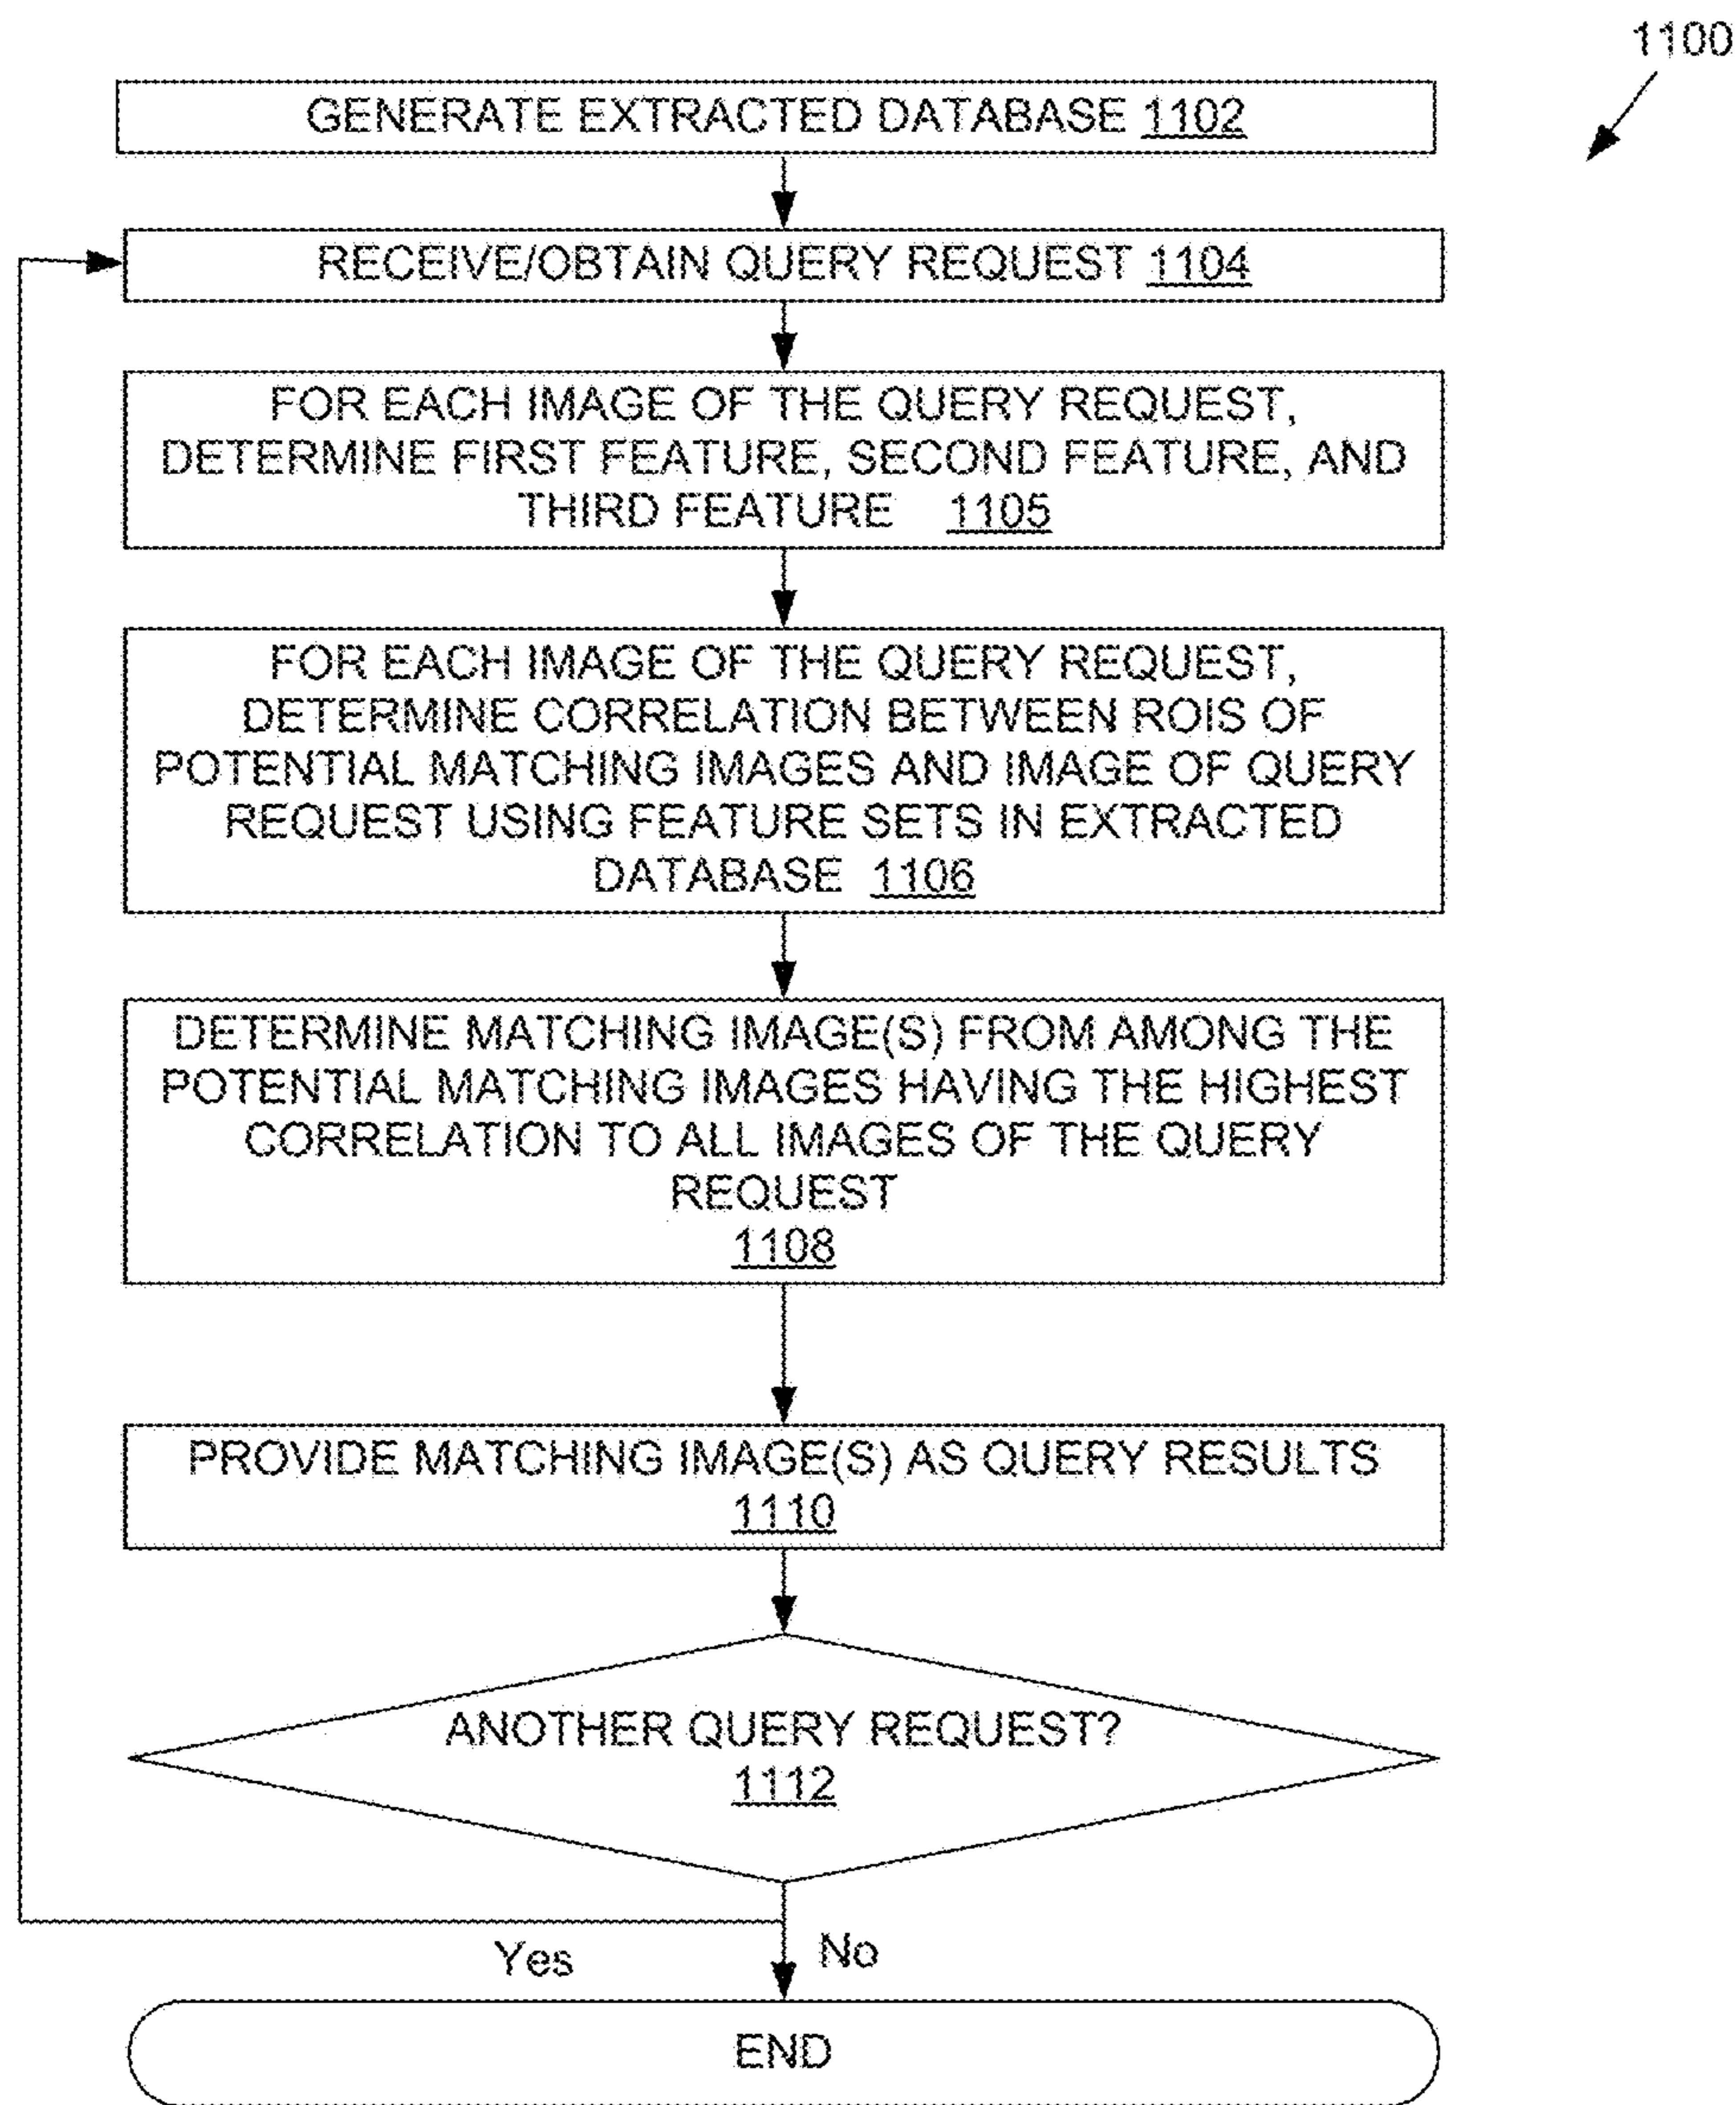 1100
GENERATE EXTRACTED DATABASE 1102
RECEIVE/OBTAIN QUERY REQUEST 1104
FOR EACH IMAGE OF THE QUERY REQUEST,
DETERMINE FIRST FEATURE, SECOND FEATURE, AND
THIRD FEATURE 1105
FOR EACH IMAGE OF THE QUERY REQUEST,
DETERMINE CORRELATION BETWEEN ROIS OF
POTENTIAL MATCHING IMAGES AND IMAGE OF QUERY
REQUEST USING FEATURE SETS IN EXTRACTED
DATABASE 1106
DETERMINE MATCHING IMAGE(S) FROM AMONG THE
POTENTIAL MATCHING IMAGES HAVING THE HIGHEST
CORRELATION TO ALL IMAGES OF THE QUERY
REQUEST
1108
PROVIDE MATCHING IMAGE(S) AS QUERY RESULTS
1110
ANOTHER QUERY REQUEST?
1112
Yes
No
END